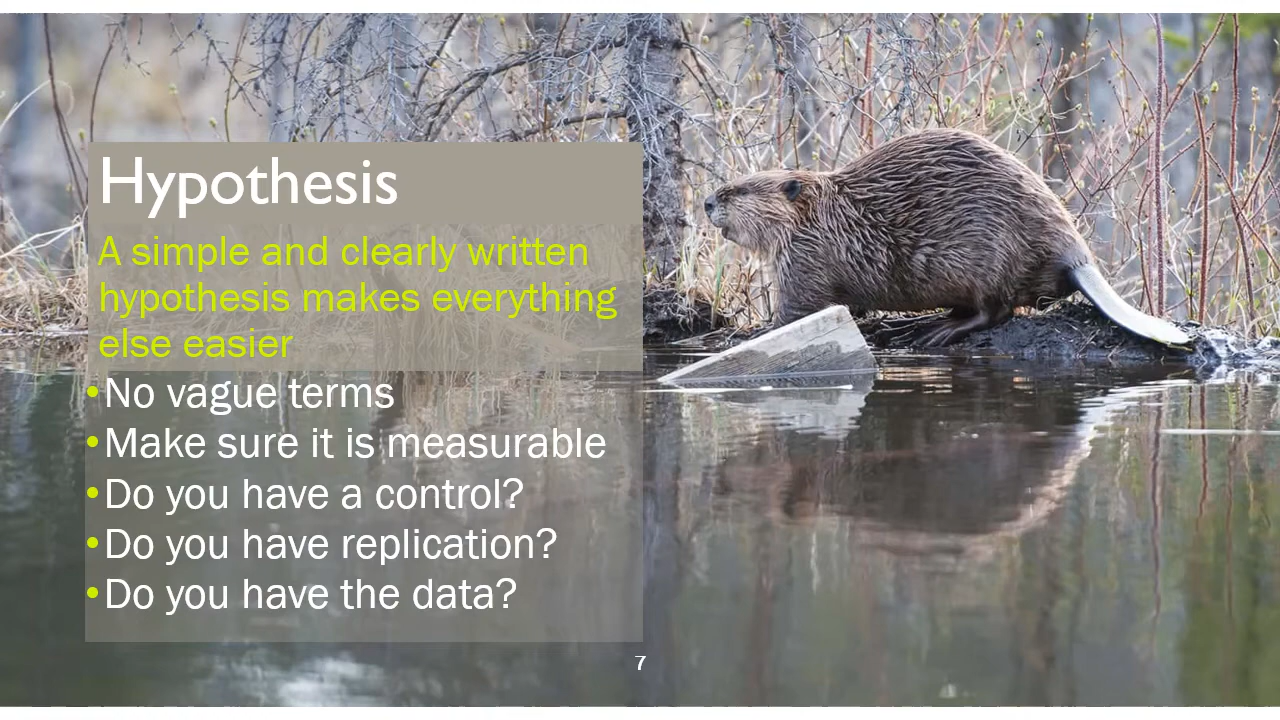 Hypothesis
A simple and clearly written
hypothesis makes everything
else easier
•No vague terms
•Make sure it is measurable
•Do you have a control?
•Do you have replication?
•Do you have the data?
7